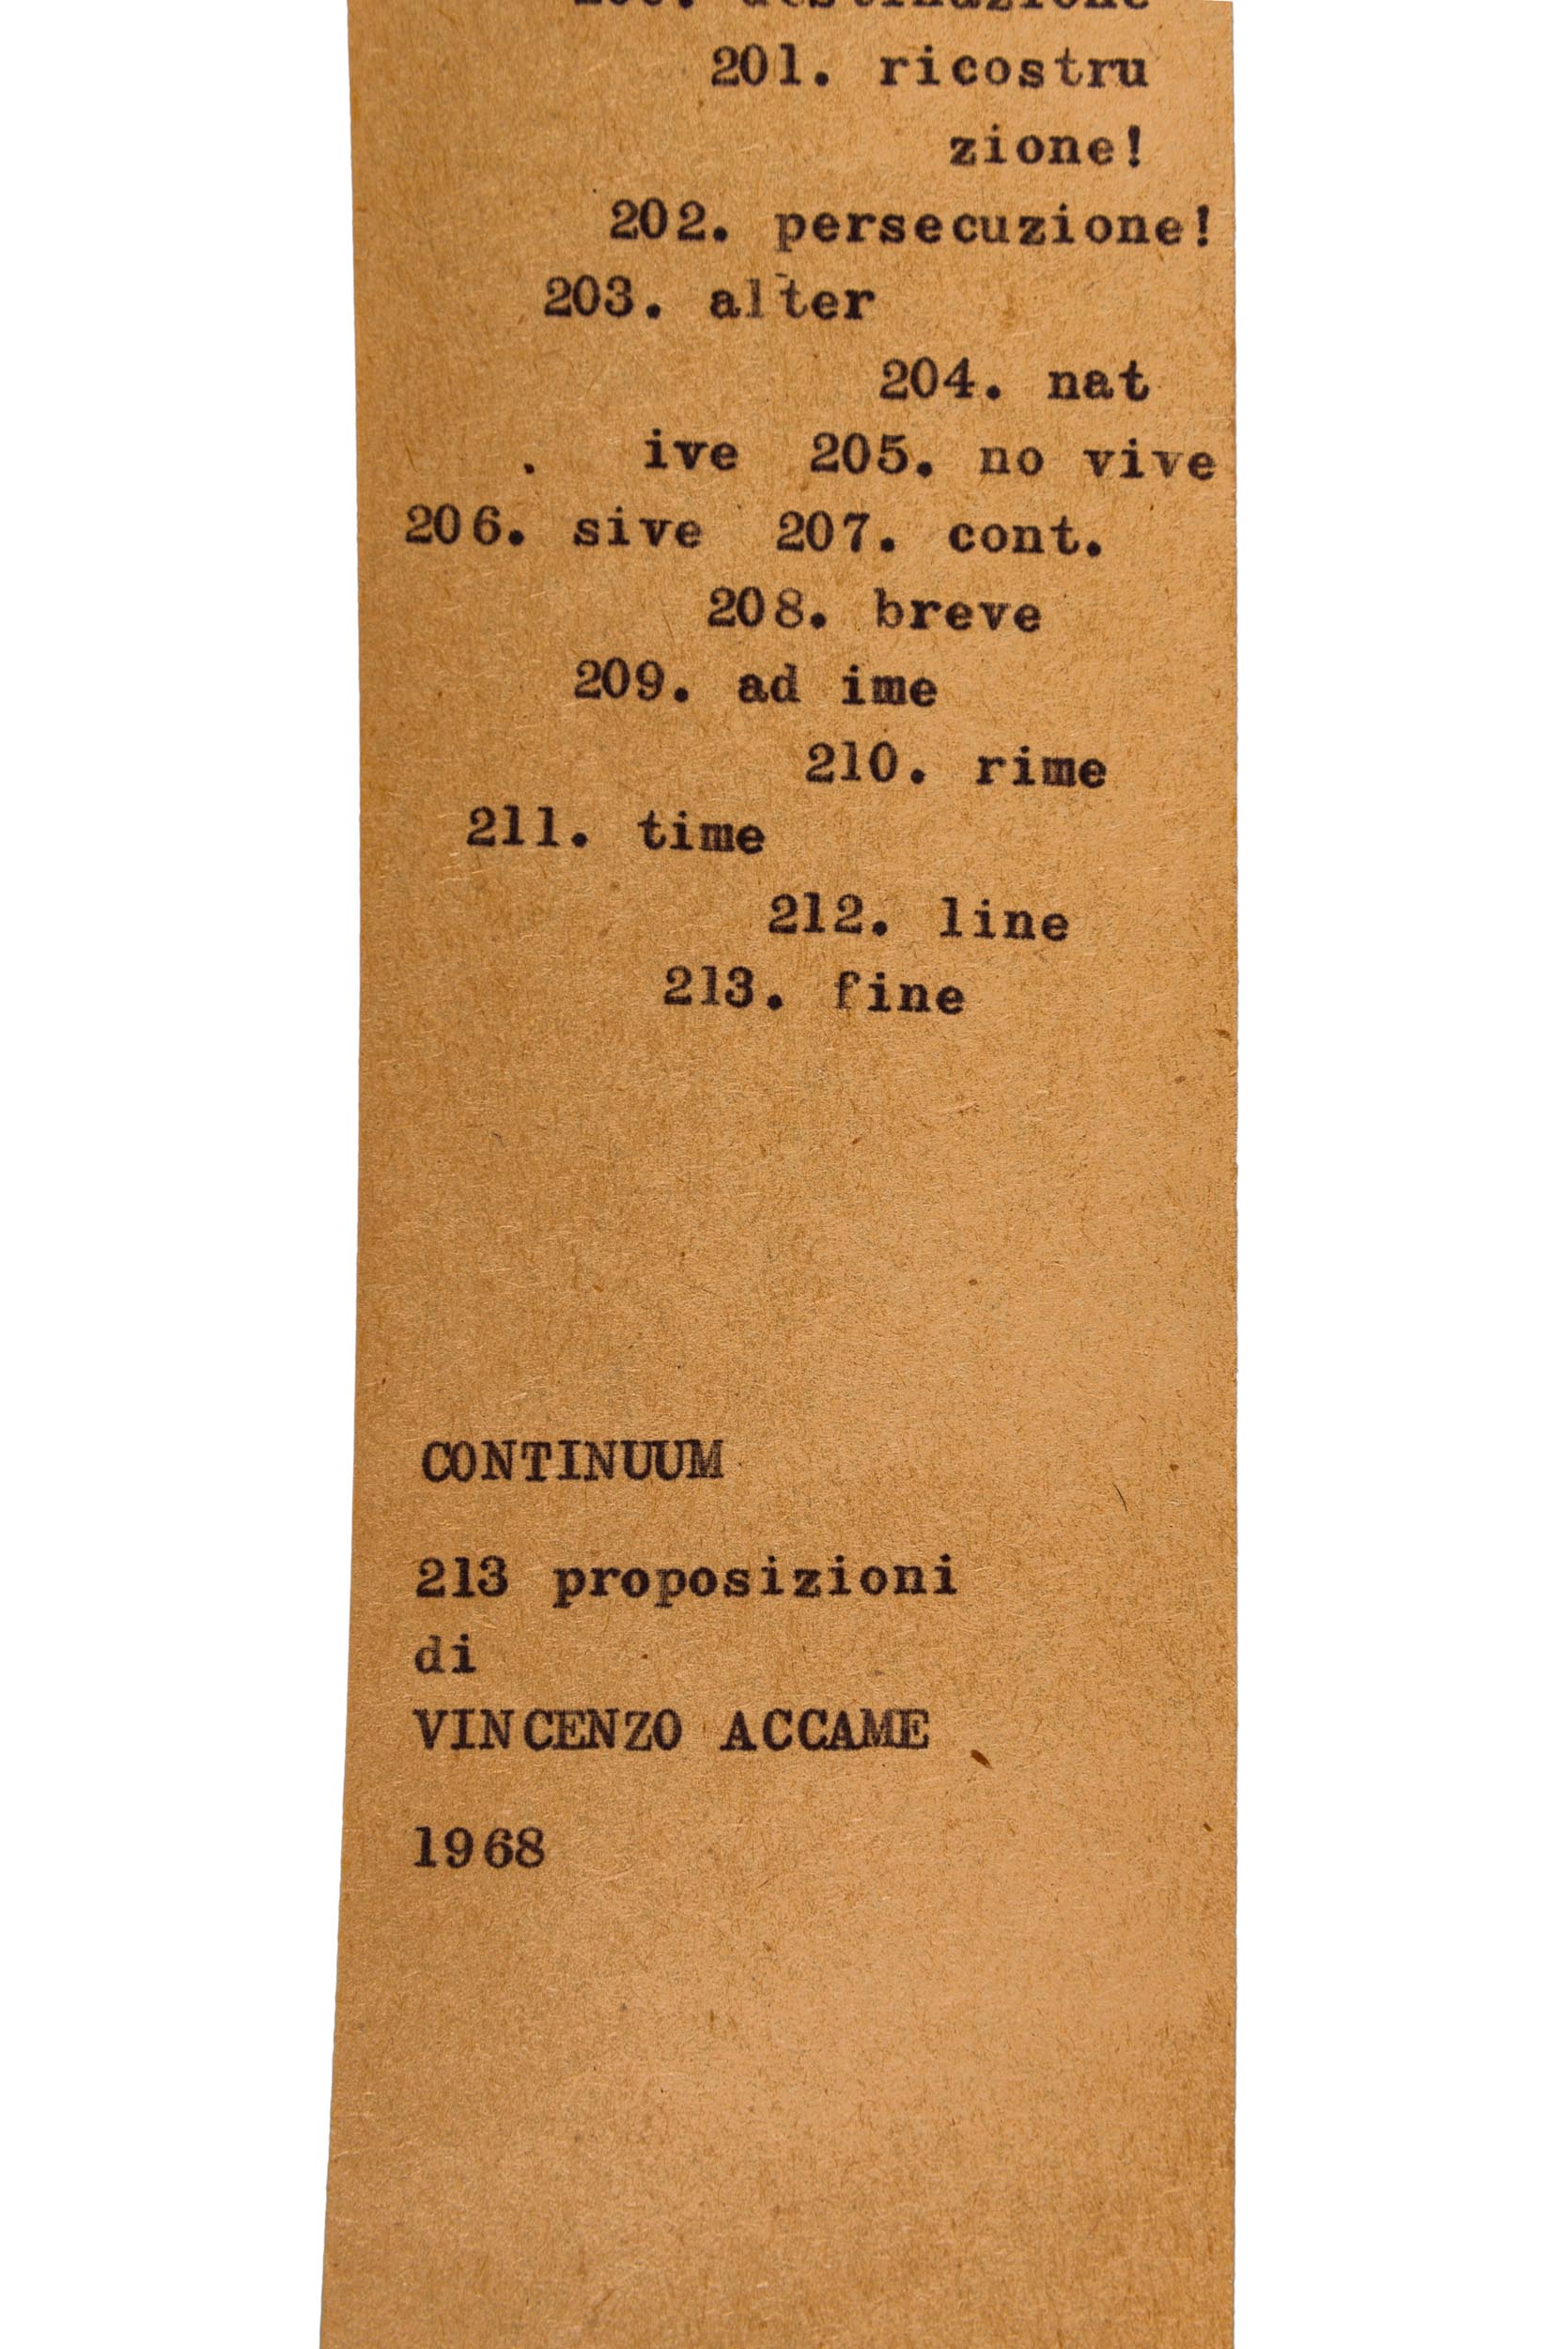 201. ricostru
zione!
202. persecuzione!
203. alter
204. nat
ive 205. no vive
206. sive 207. cont.
208. breve
209. ad ime
210. rime
211. time
212. line
213. fine
CONTINUUM
213 proposizioni
di
VINCENZO ACCAME
1968